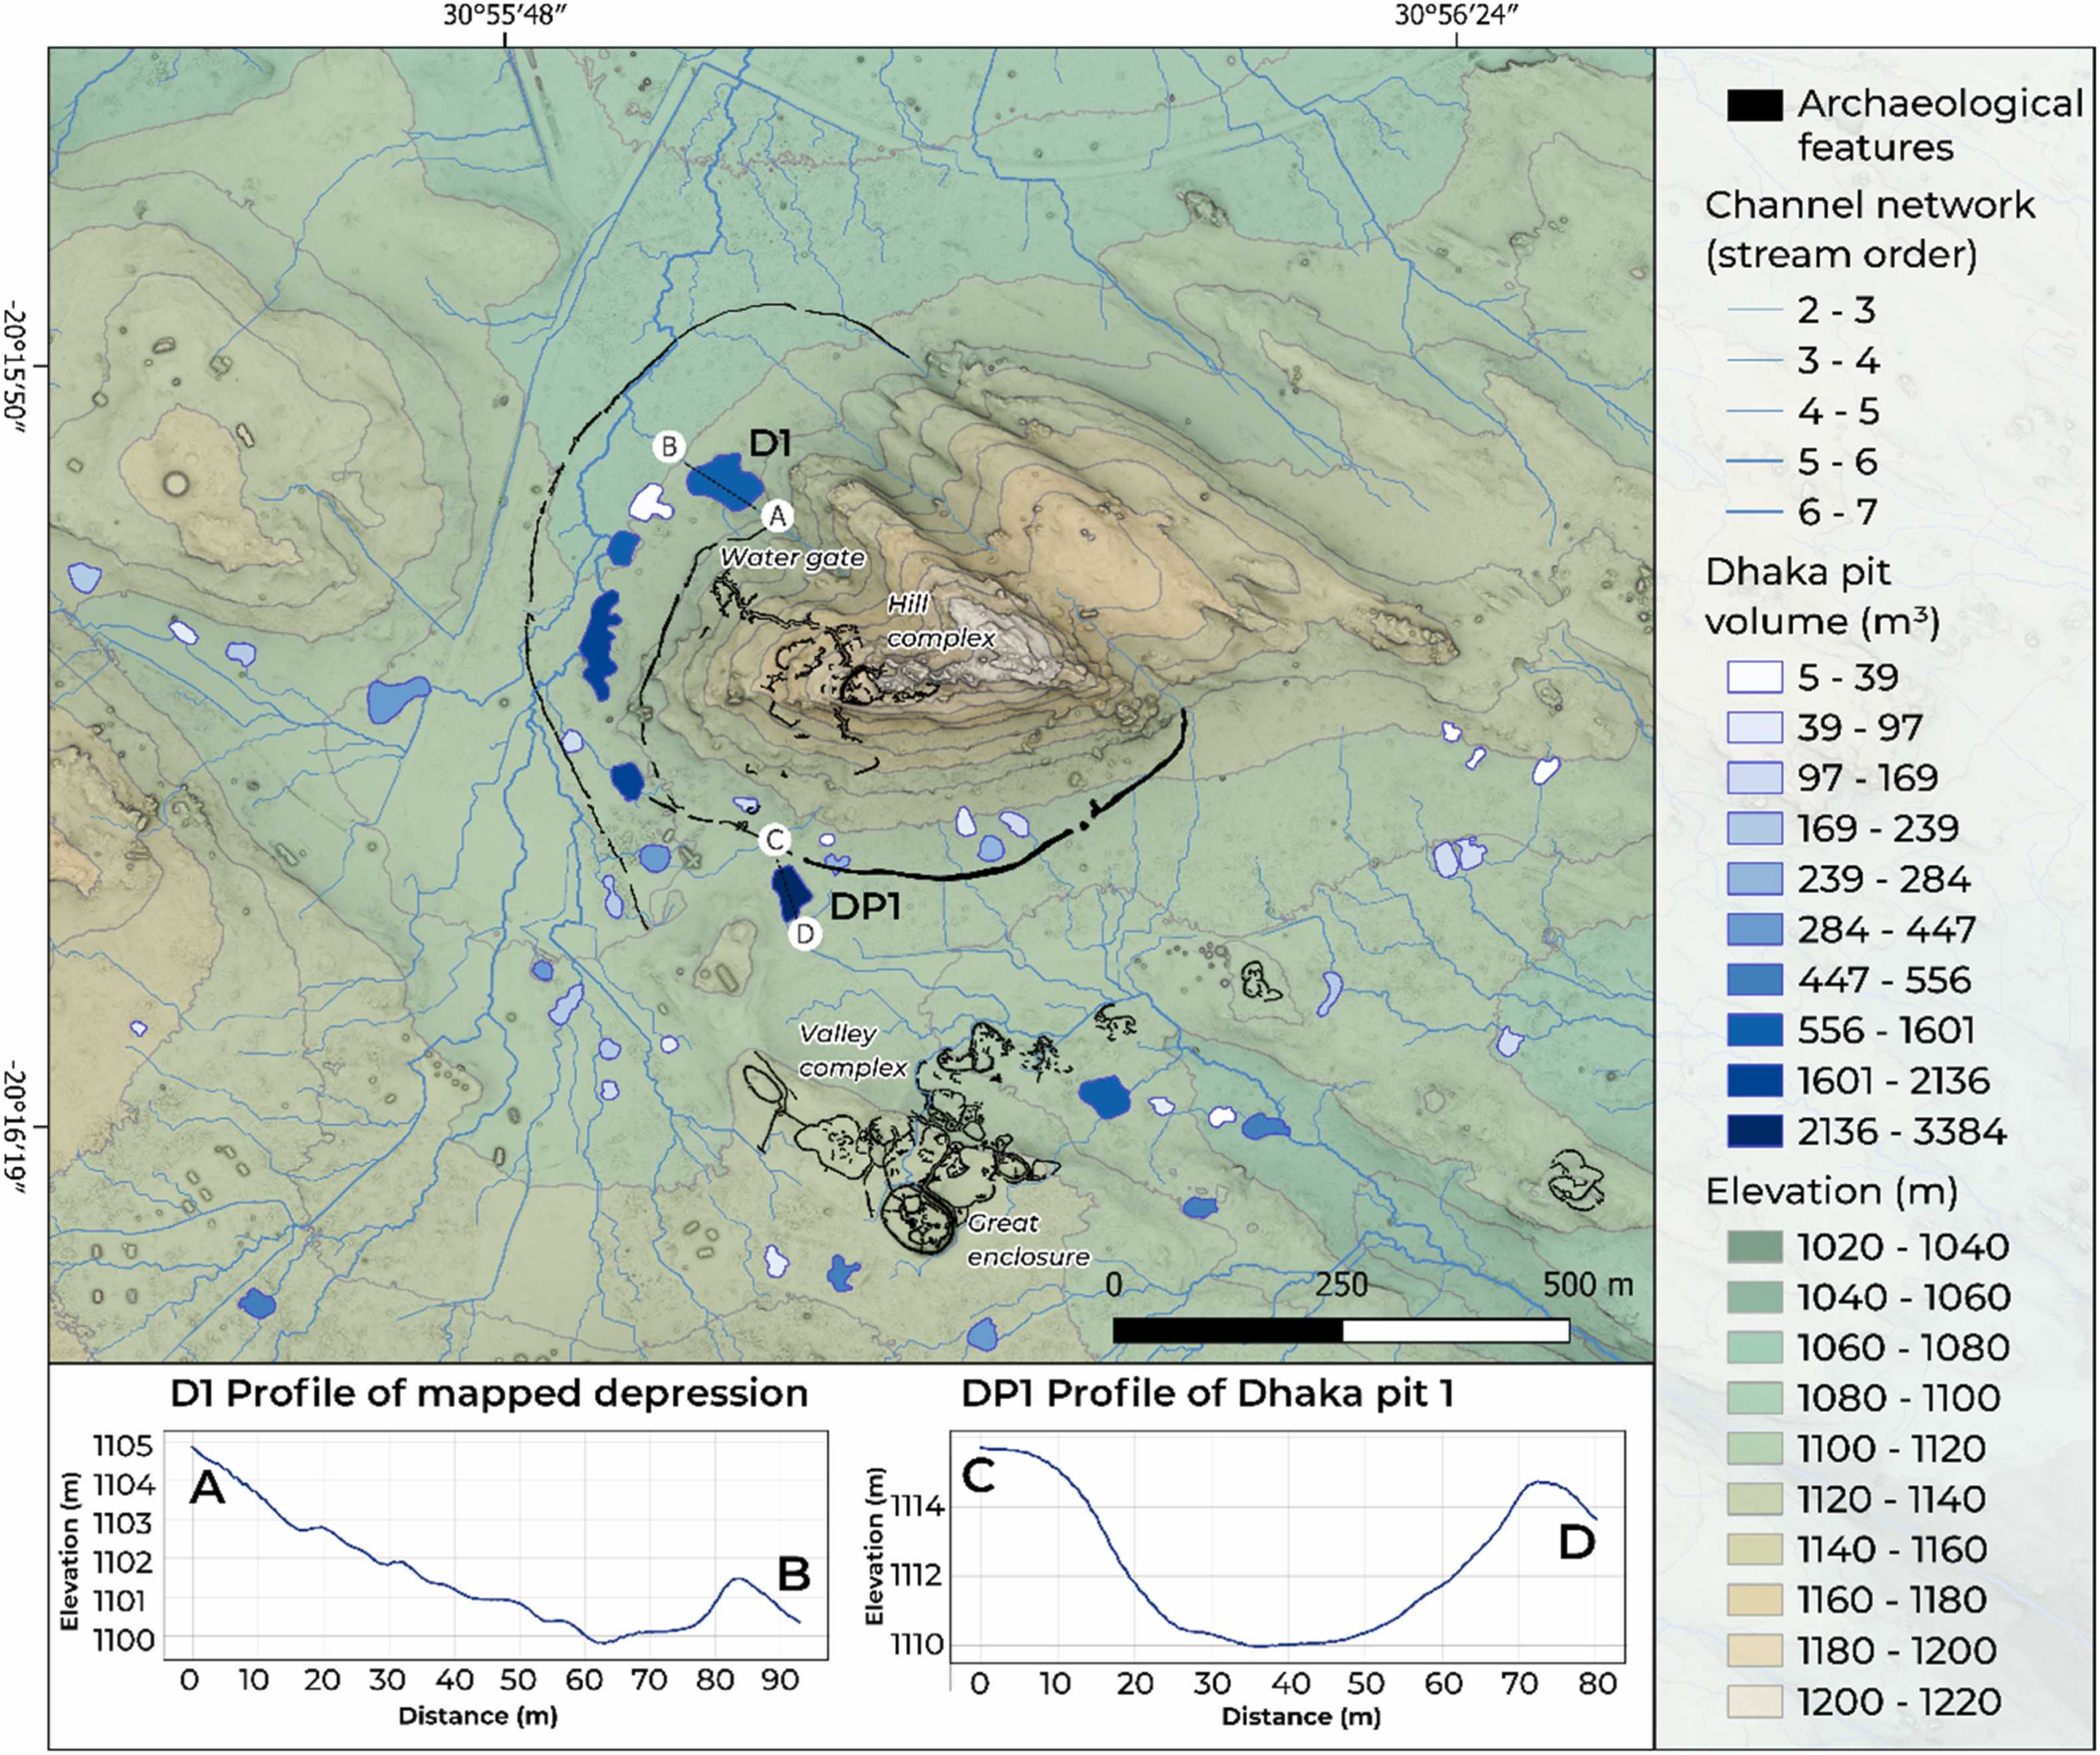 30°55'48"
30°56'24"
-20°15'50"
-20°16'19"
B
D1
A
Water gate
Hill
complex
C
DP1
D
Valley
complex
Great
enclosure
0 250 500 m
Archaeological
features
Channel network
(stream order)
2 - 3
3 - 4
4 - 5
5 - 6
6 - 7
Dhaka pit
volume (m³)
5 - 39
39 - 97
97 - 169
169 - 239
239 - 284
284 - 447
447 - 556
556 - 1601
1601 - 2136
2136 - 3384
Elevation (m)
1020 - 1040
1040 - 1060
1060 - 1080
1080 - 1100
1100 - 1120
1120 - 1140
1140 - 1160
1160 - 1180
1180 - 1200
1200 - 1220
D1 Profile of mapped depression
Elevation (m)
1105
1104
1103
1102
1101
1100
A
B
0 10 20 30 40 50 60 70 80 90
Distance (m)
DP1 Profile of Dhaka pit 1
Elevation (m)
1114
1112
1110
C
D
0 10 20 30 40 50 60 70 80
Distance (m)